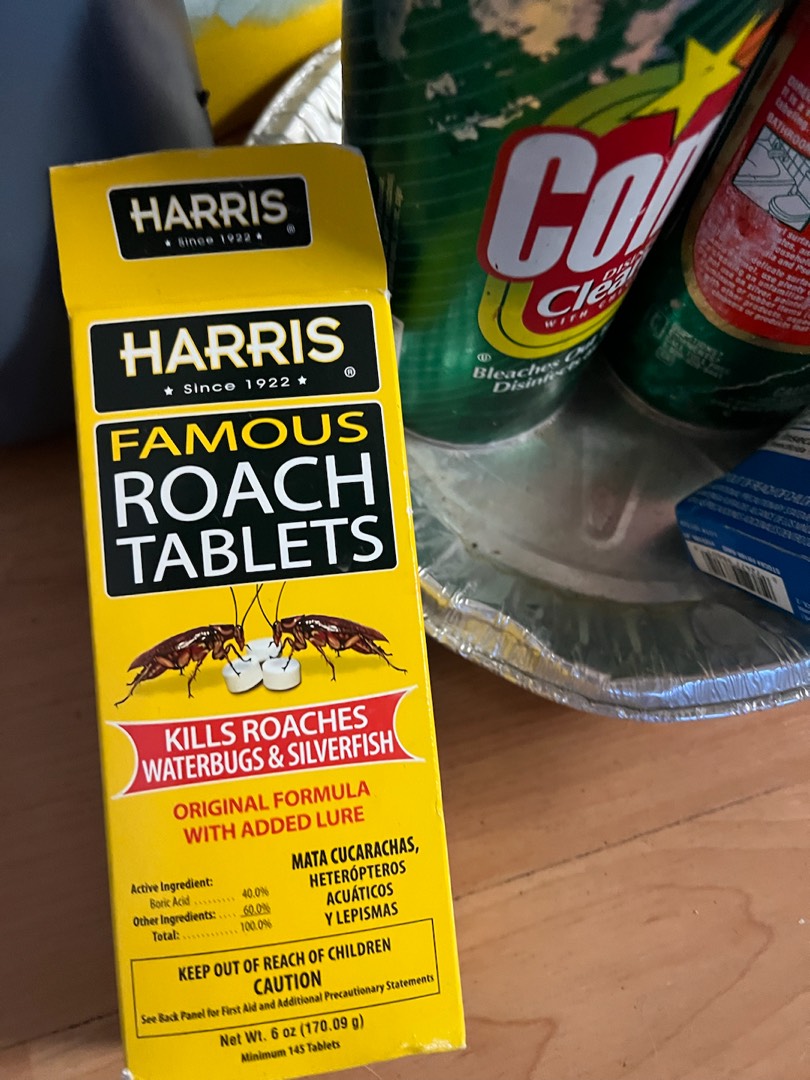 HARRIS
★ Since 1922 ★ ®
HARRIS
★ Since 1922 ★ ®
FAMOUS
ROACH
TABLETS
KILLS ROACHES
WATERBUGS & SILVERFISH
ORIGINAL FORMULA
WITH ADDED LURE
Active Ingredient:
Boric Acid ......... 40.0%
Other Ingredients: .... 60.0%
Total: ............ 100.0%
MATA CUCARACHAS,
HETERÓPTEROS
ACUÁTICOS
Y LEPISMAS
KEEP OUT OF REACH OF CHILDREN
CAUTION
See Back Panel for First Aid and Additional Precautionary Statements
Net Wt. 6 oz (170.09 g)
Minimum 145 Tablets
Com
Clea
WITH
Bleaches Out